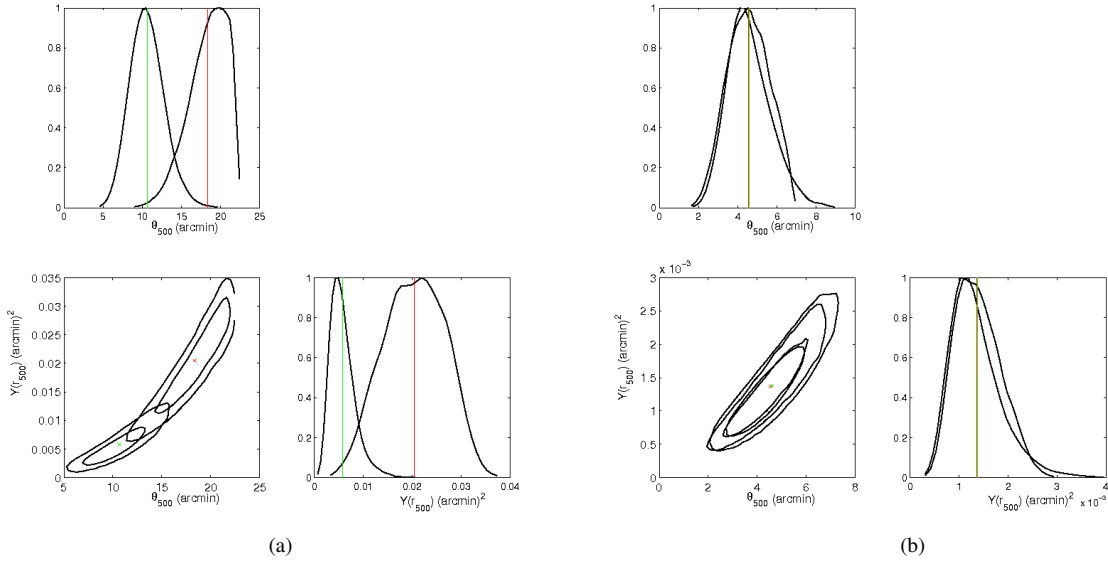 1
0.8
0.6
0.4
0.2
0
0 5 10 15 20 25
θ500 (arcmin)
1
0.8
0.6
0.4
0.2
0
0 2 4 6 8 10
θ500 (arcmin)
0.035
0.03
0.025
0.02
0.015
0.01
0.005
0
5 10 15 20 25
θ500 (arcmin)
Y(r500) (arcmin)2
1
0.8
0.6
0.4
0.2
0
0 0.01 0.02 0.03 0.04
Y(r500) (arcmin)2
x 10-3
3
2.5
2
1.5
1
0.5
0
0 2 4 6 8
θ500 (arcmin)
Y(r500) (arcmin)2
1
0.8
0.6
0.4
0.2
0
0 1 2 3 4
Y(r500) (arcmin)2 x 10-3
(a)
(b)